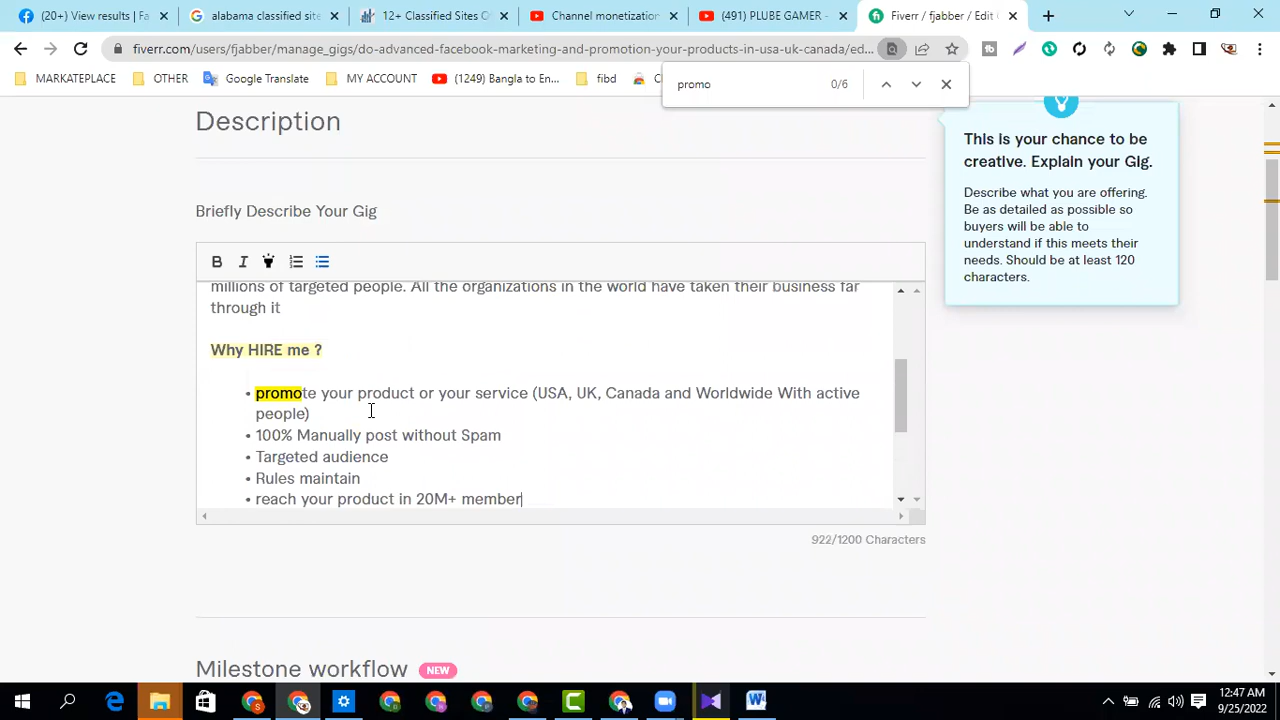 (20+) View results | Fa
alabama classified site
12+ Classified Sites O
Channel monetization
(491) PLUBE GAMER -
Fiverr / fjabber / Edit G
fiverr.com/users/fjabber/manage_gigs/do-advanced-facebook-marketing-and-promotion-your-products-in-usa-uk-canada/ed...
MARKATEPLACE
OTHER
Google Translate
MY ACCOUNT
(1249) Bangla to En...
fibd
promo
0/6
Description
This is your chance to be
creative. Explain your Gig.
Describe what you are offering.
Be as detailed as possible so
buyers will be able to
understand if this meets their
needs. Should be at least 120
characters.
Briefly Describe Your Gig
B I
millions of targeted people. All the organizations in the world have taken their business far
through it
Why HIRE me ?
• promote your product or your service (USA, UK, Canada and Worldwide With active
people)
• 100% Manually post without Spam
• Targeted audience
• Rules maintain
• reach your product in 20M+ member
922/1200 Characters
Milestone workflow
NEW
12:47 AM
9/25/2022